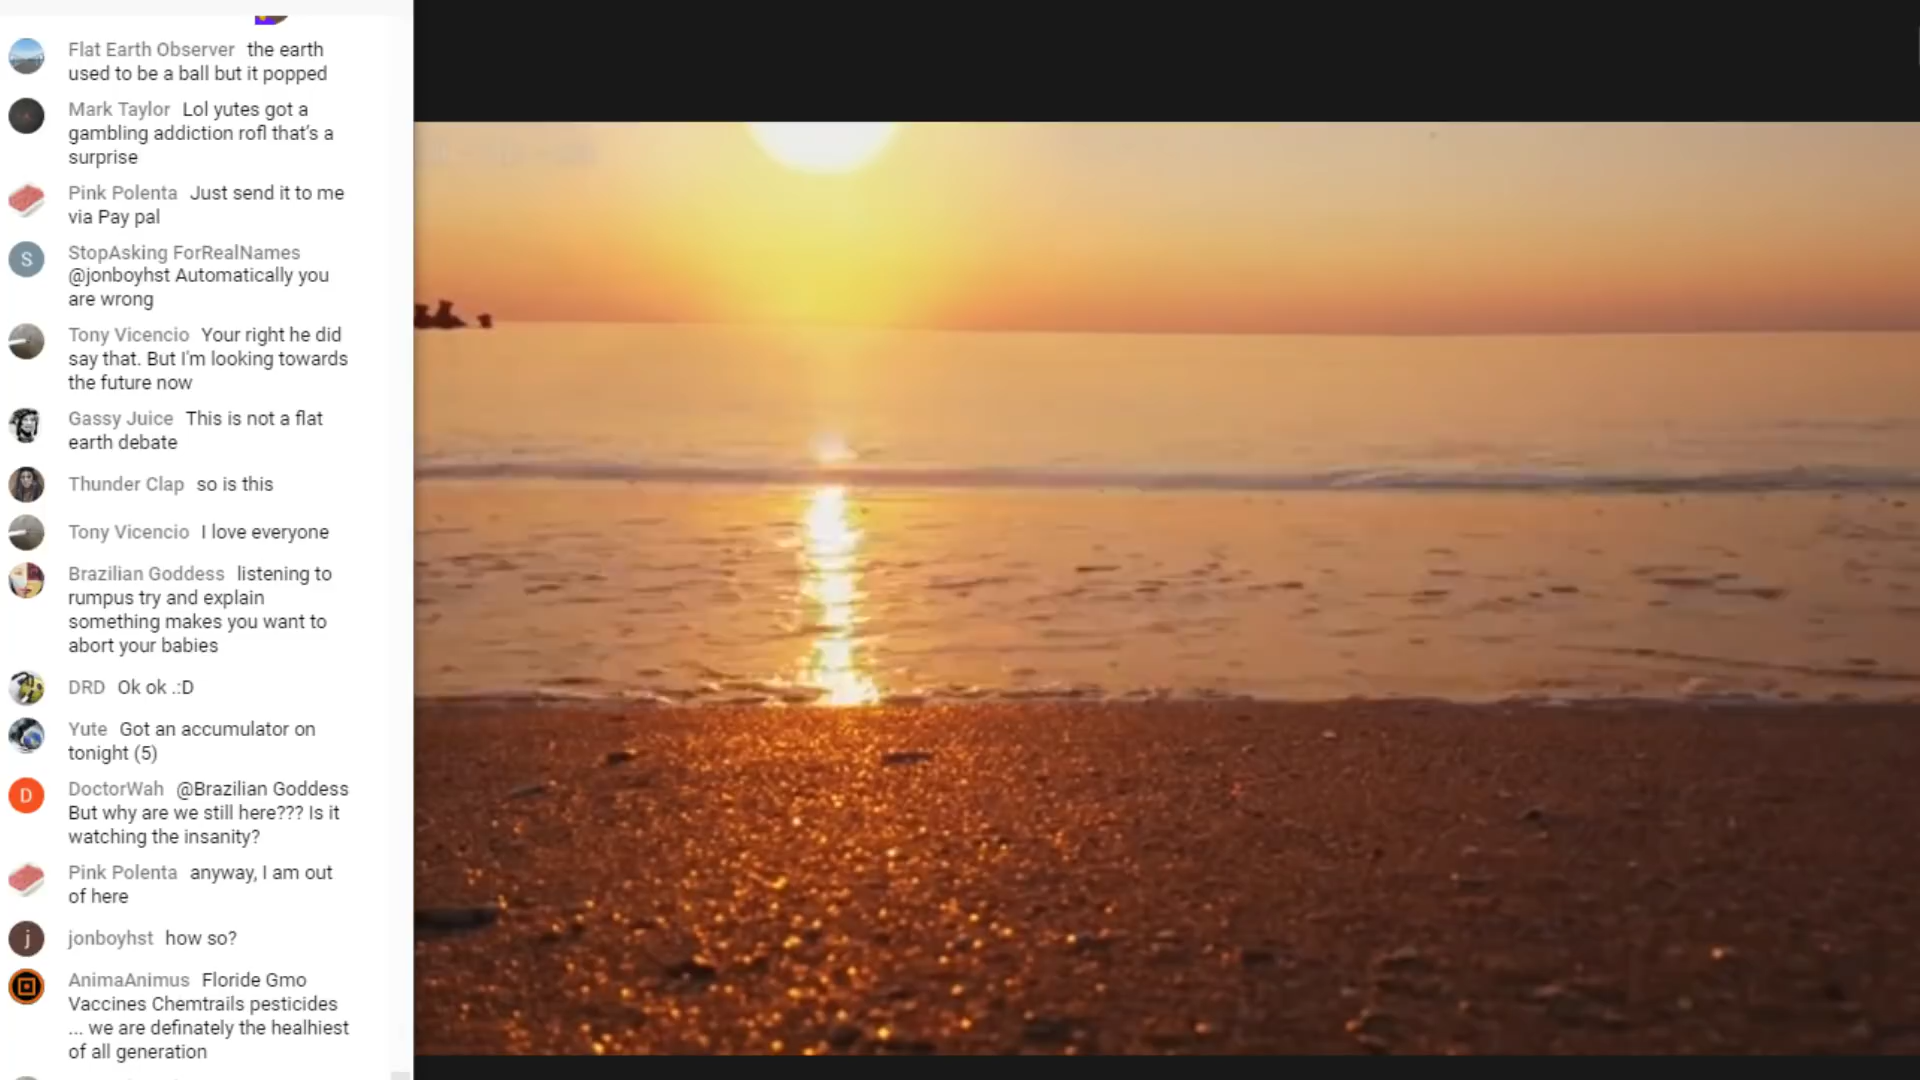 Flat Earth Observer the earth
used to be a ball but it popped
Mark Taylor Lol yutes got a
gambling addiction rofl that's a
surprise
Pink Polenta Just send it to me
via Pay pal
S StopAsking ForRealNames
@jonboyhst Automatically you
are wrong
Tony Vicencio Your right he did
say that. But I'm looking towards
the future now
Gassy Juice This is not a flat
earth debate
Thunder Clap so is this
Tony Vicencio I love everyone
Brazilian Goddess listening to
rumpus try and explain
something makes you want to
abort your babies
DRD Ok ok .:D
Yute Got an accumulator on
tonight (5)
D DoctorWah @Brazilian Goddess
But why are we still here??? Is it
watching the insanity?
Pink Polenta anyway, I am out
of here
j jonboyhst how so?
AnimaAnimus Floride Gmo
Vaccines Chemtrails pesticides
... we are definately the healhiest
of all generation